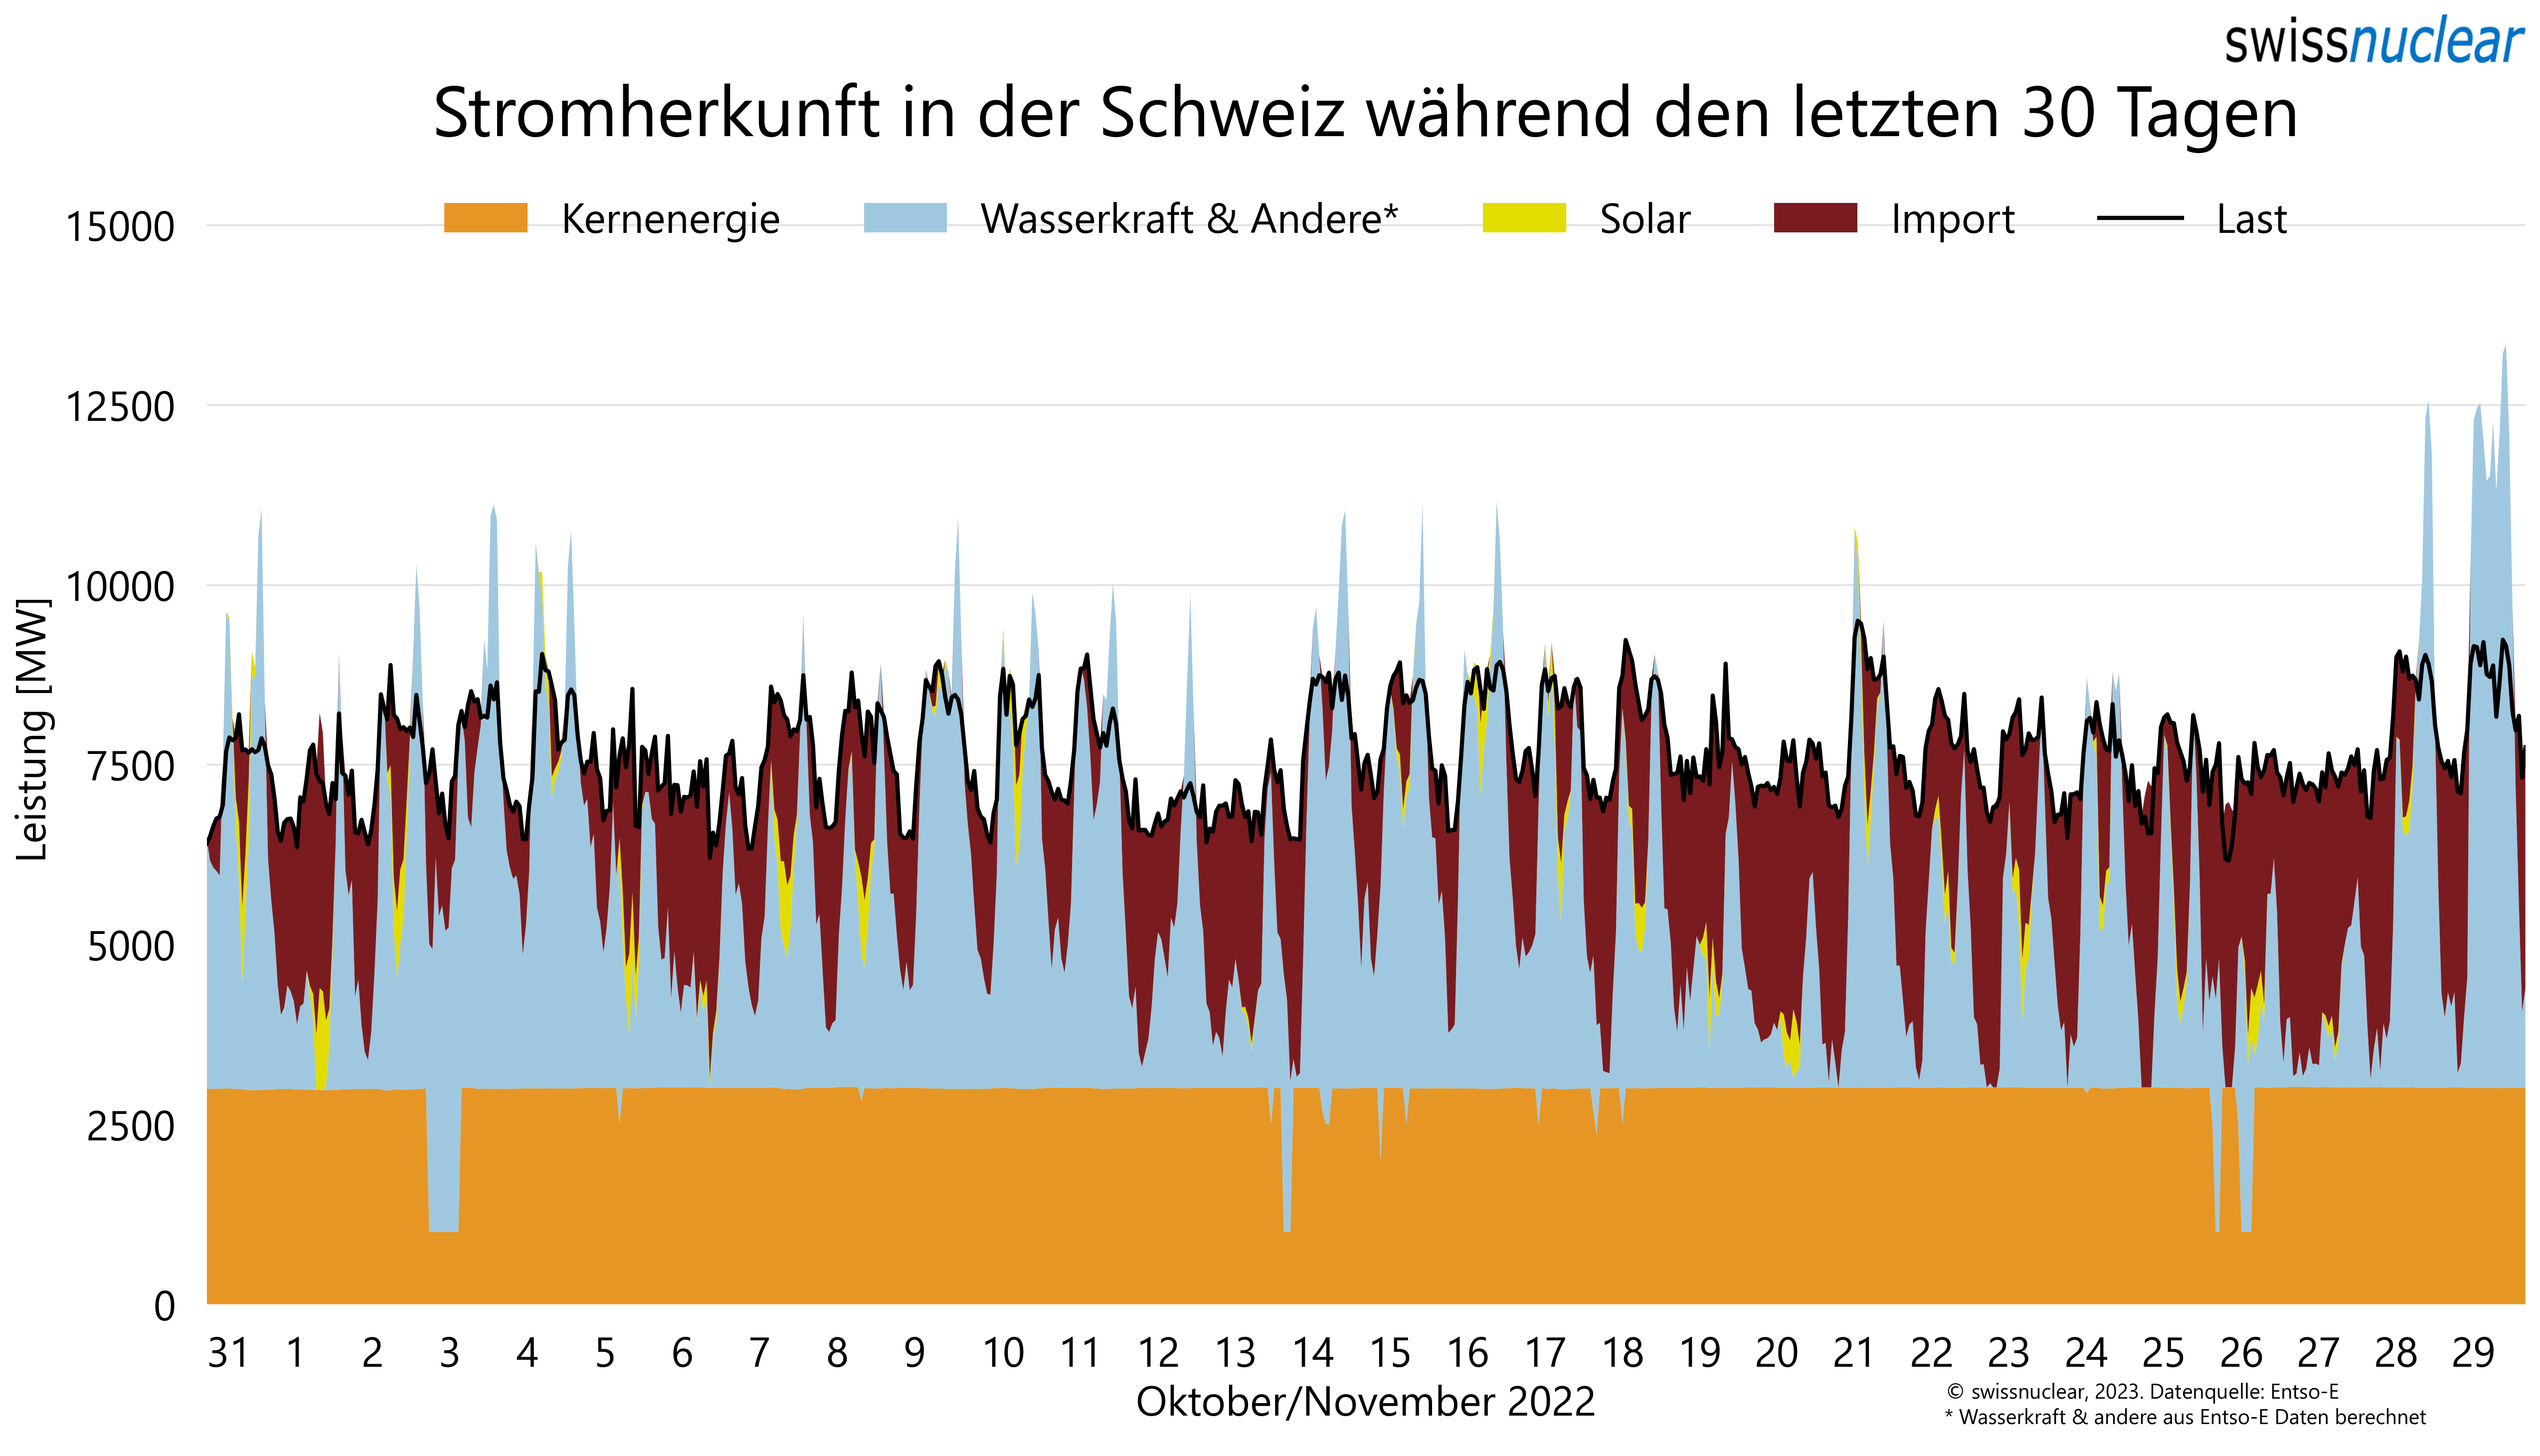 swissnuclear
Stromherkunft in der Schweiz während den letzten 30 Tagen
Kernenergie Wasserkraft & Andere* Solar Import Last
15000
12500
10000
7500
5000
2500
0
Leistung [MW]
31 1 2 3 4 5 6 7 8 9 10 11 12 13 14 15 16 17 18 19 20 21 22 23 24 25 26 27 28 29
Oktober/November 2022
© swissnuclear, 2023. Datenquelle: Entso-E
* Wasserkraft & andere aus Entso-E Daten berechnet